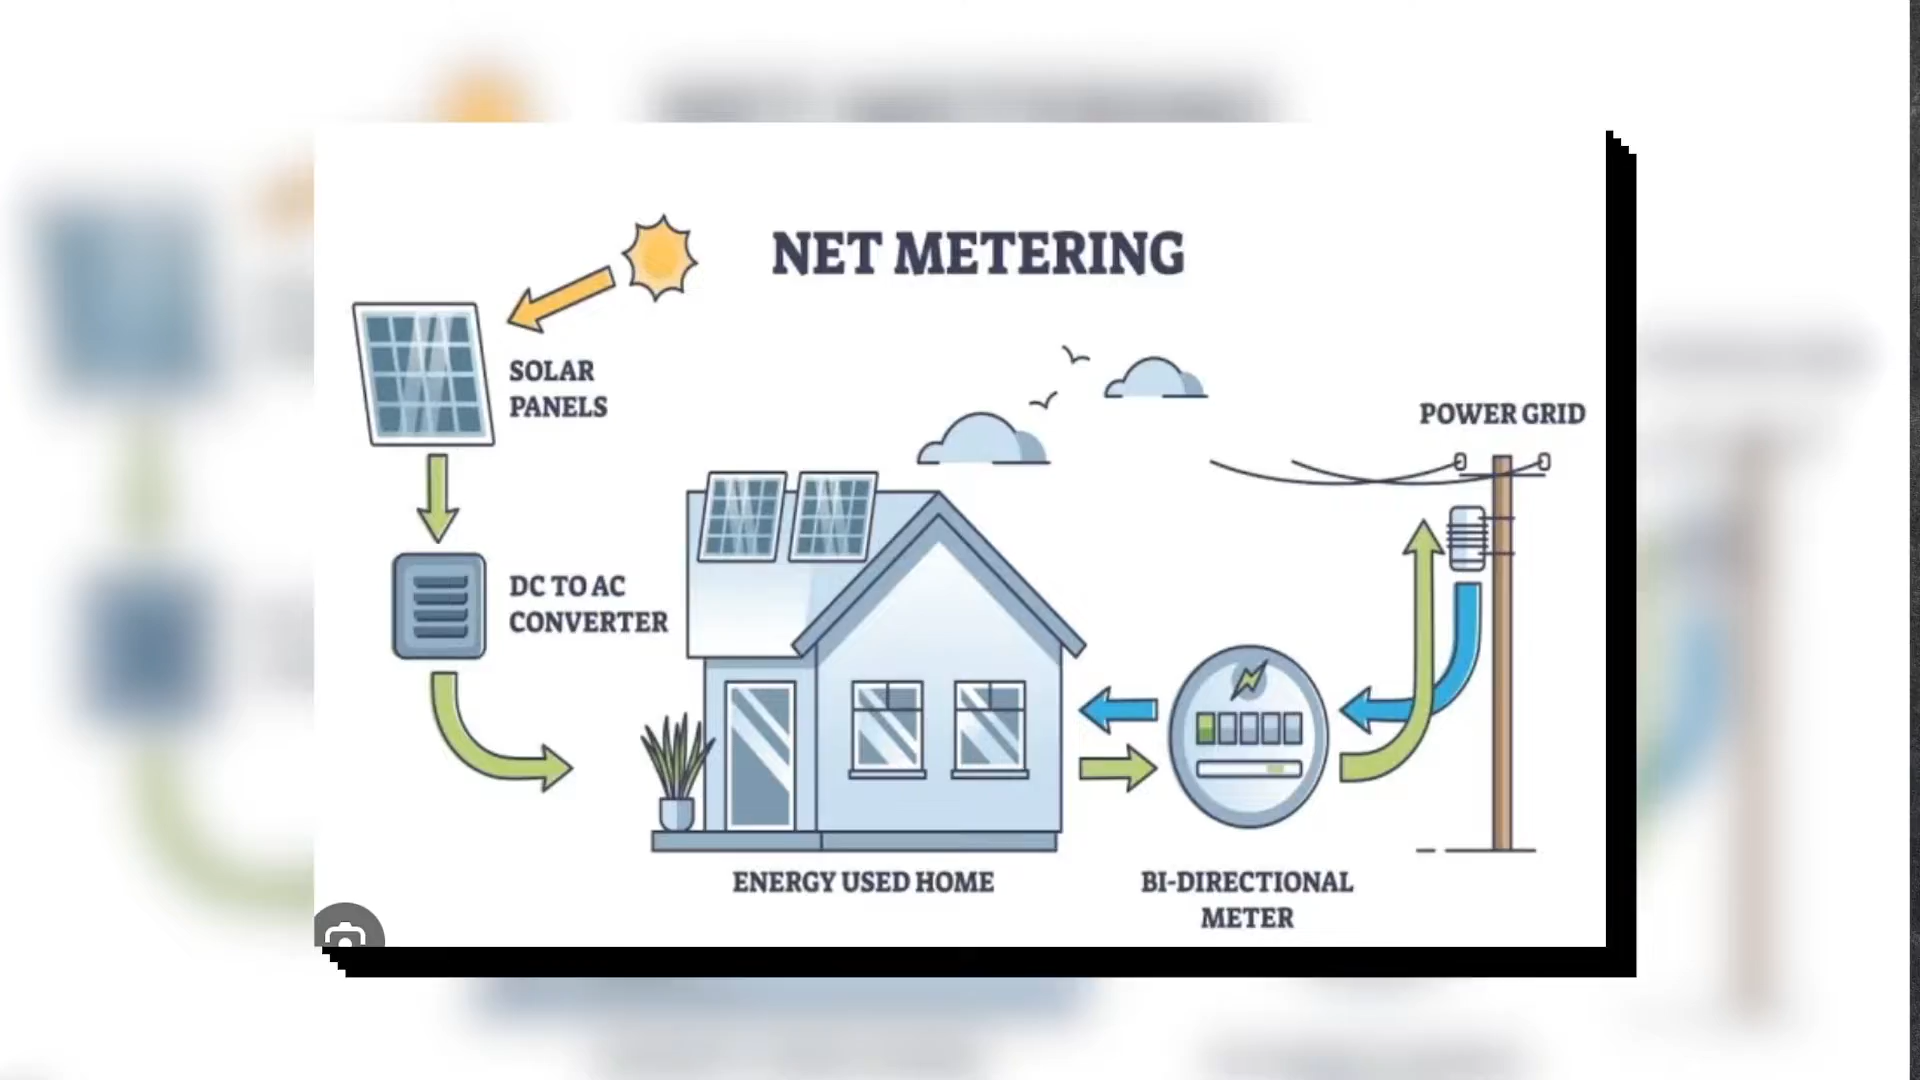 NET METERING
SOLAR
PANELS
POWER GRID
DC TO AC
CONVERTER
ENERGY USED HOME
BI-DIRECTIONAL
METER